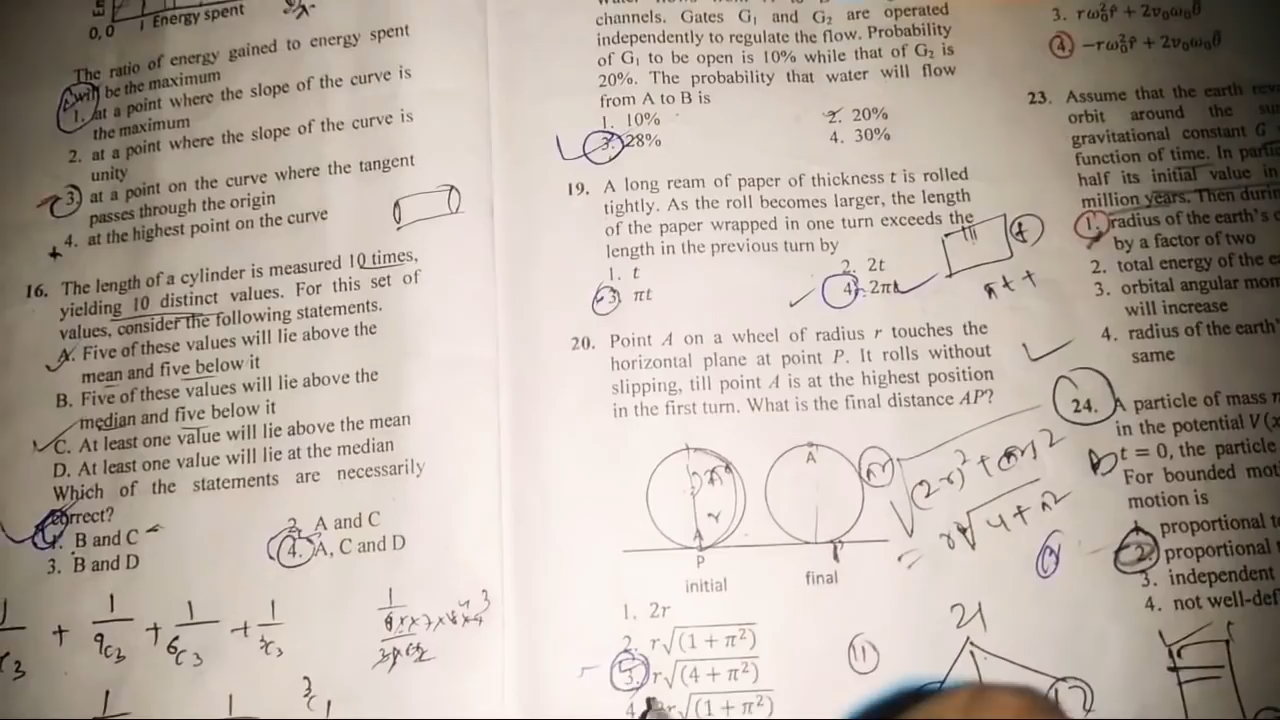 Energy spent
0, 0
The ratio of energy gained to energy spent
will be the maximum
1. at a point where the slope of the curve is
the maximum
2. at a point where the slope of the curve is
unity
3. at a point on the curve where the tangent
passes through the origin
4. at the highest point on the curve
16. The length of a cylinder is measured 10 times,
yielding 10 distinct values. For this set of
values, consider the following statements.
A. Five of these values will lie above the
mean and five below it
B. Five of these values will lie above the
median and five below it
C. At least one value will lie above the mean
D. At least one value will lie at the median
Which of the statements are necessarily
correct?
1. B and C
2. A and C
3. B and D
4. A, C and D
+ 1/9C3 + 1/6C3 + 1/3C3
channels. Gates G₁ and G₂ are operated
independently to regulate the flow. Probability
of G₁ to be open is 10% while that of G₂ is
20%. The probability that water will flow
from A to B is
1. 10%
2. 20%
3. 28%
4. 30%
19. A long ream of paper of thickness t is rolled
tightly. As the roll becomes larger, the length
of the paper wrapped in one turn exceeds the
length in the previous turn by
1. t
2. 2t
3. πt
4. 2πt
πt +
20. Point A on a wheel of radius r touches the
horizontal plane at point P. It rolls without
slipping, till point A is at the highest position
in the first turn. What is the final distance AP?
A
r
A
P
P
initial
final
√(2r)² + (πr)²
= r√4 + π²
1. 2r
2. r√(1 + π²)
3. r√(4 + π²)
4. 2r√(1 + π²)
11
21
3. rω₀²r̂ + 2v₀ω₀θ̂
4. −rω₀²r̂ + 2v₀ω₀θ̂
23. Assume that the earth
orbit around the
gravitational constant G
function of time. In
half its initial value in
million years. Then
1. radius of the earth's
by a factor of two
2. total energy of the
3. orbital angular
will increase
4. radius of the earth'
same
24. A particle of mass
in the potential V(x
t = 0, the particle
For bounded
motion is
1. proportional
2. proportional
3. independent
4. not